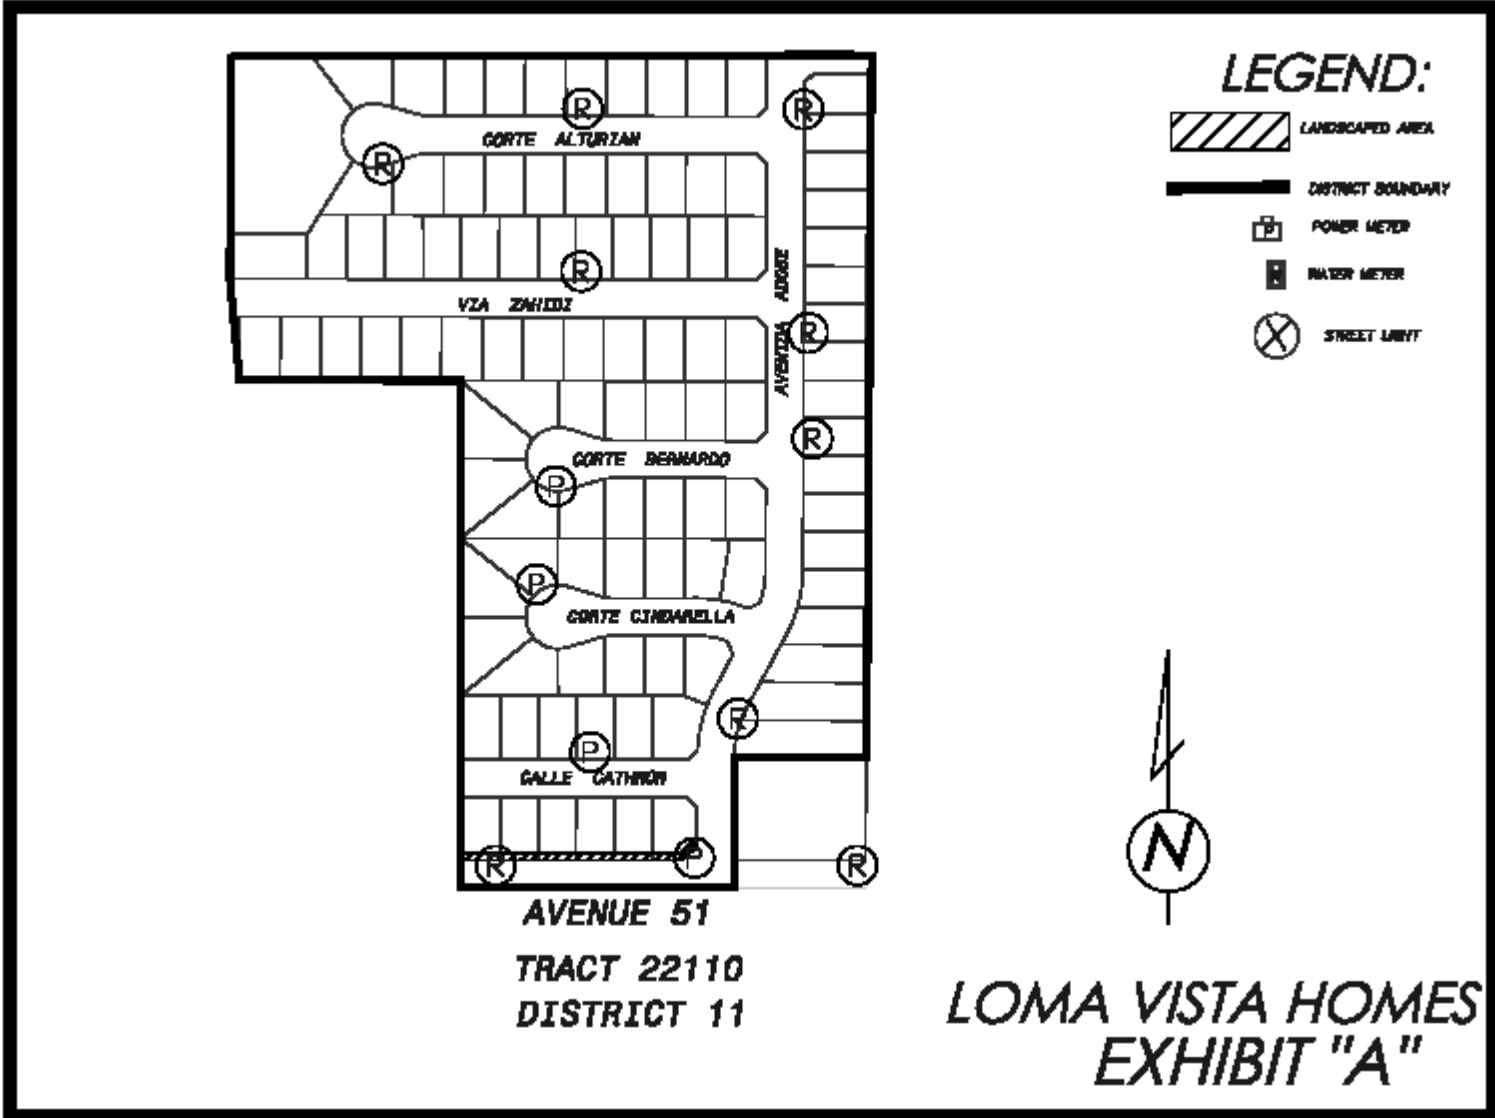 LEGEND:
LANDSCAPED AREA
DISTRICT BOUNDARY
P
POWER METER
WATER METER
X
STREET LIGHT
R
R
CORTE ALTURIAN
R
R
VIA ZAHIDI
AVENIDA ADOBE
R
R
CORTE BERNARDO
P
P
CORTE CINDARELLA
R
P
CALLE CATHRON
R
P
R
N
AVENUE 51
TRACT 22110
DISTRICT 11
LOMA VISTA HOMES
EXHIBIT "A"